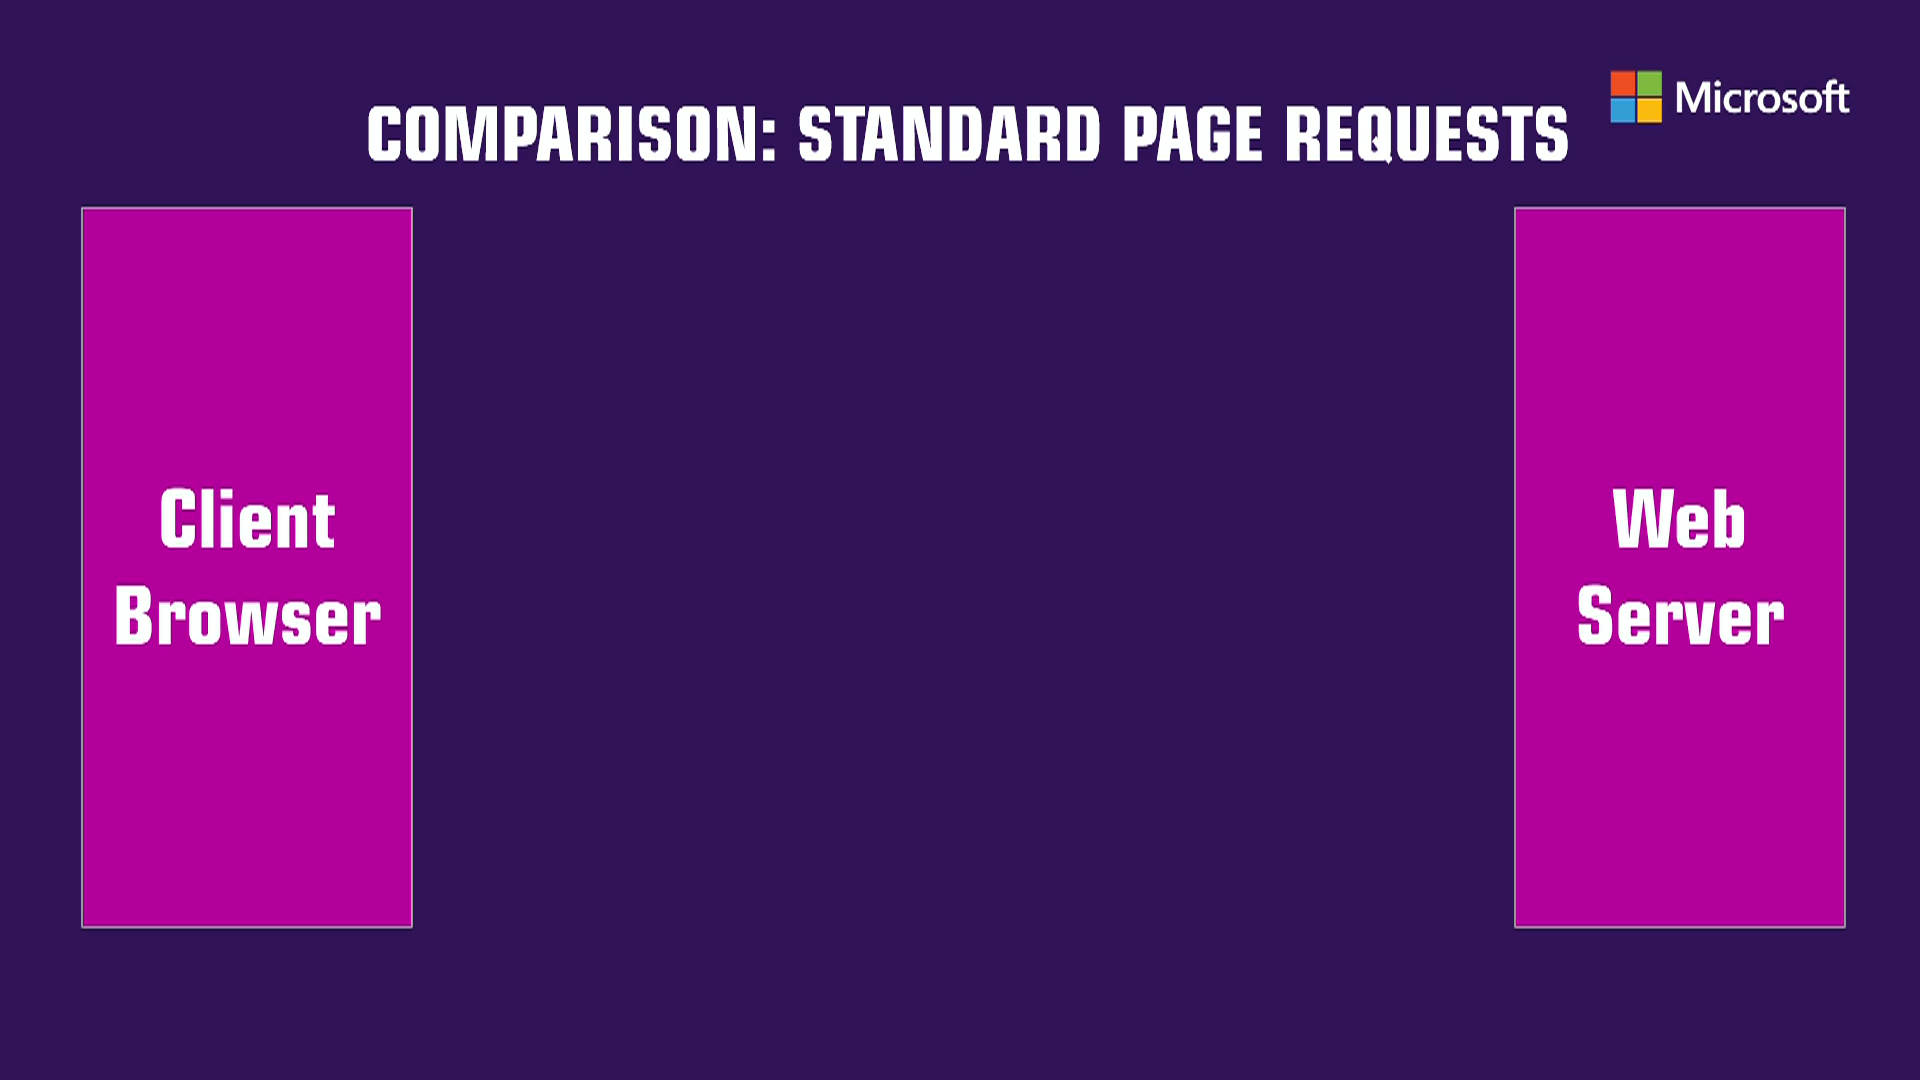 Microsoft
COMPARISON: STANDARD PAGE REQUESTS
Client
Browser
Web
Server